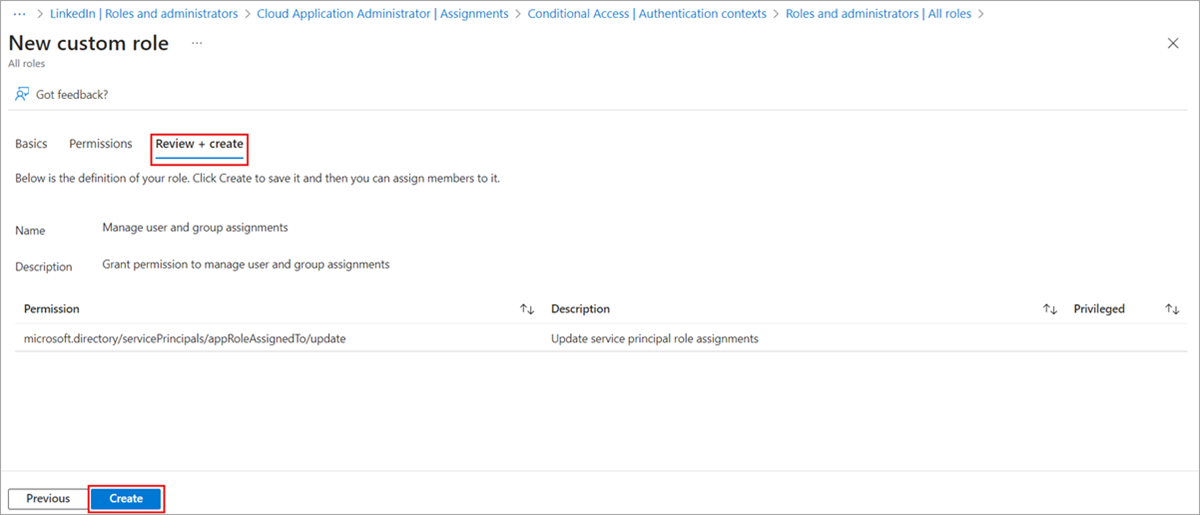 ··· > LinkedIn | Roles and administrators > Cloud Application Administrator | Assignments > Conditional Access | Authentication contexts > Roles and administrators | All roles >
New custom role ···
All roles
Got feedback?
Basics Permissions Review + create
Below is the definition of your role. Click Create to save it and then you can assign members to it.
Name Manage user and group assignments
Description Grant permission to manage user and group assignments
Permission ↑↓ Description ↑↓ Privileged ↑↓
microsoft.directory/servicePrincipals/appRoleAssignedTo/update Update service principal role assignments
Previous Create